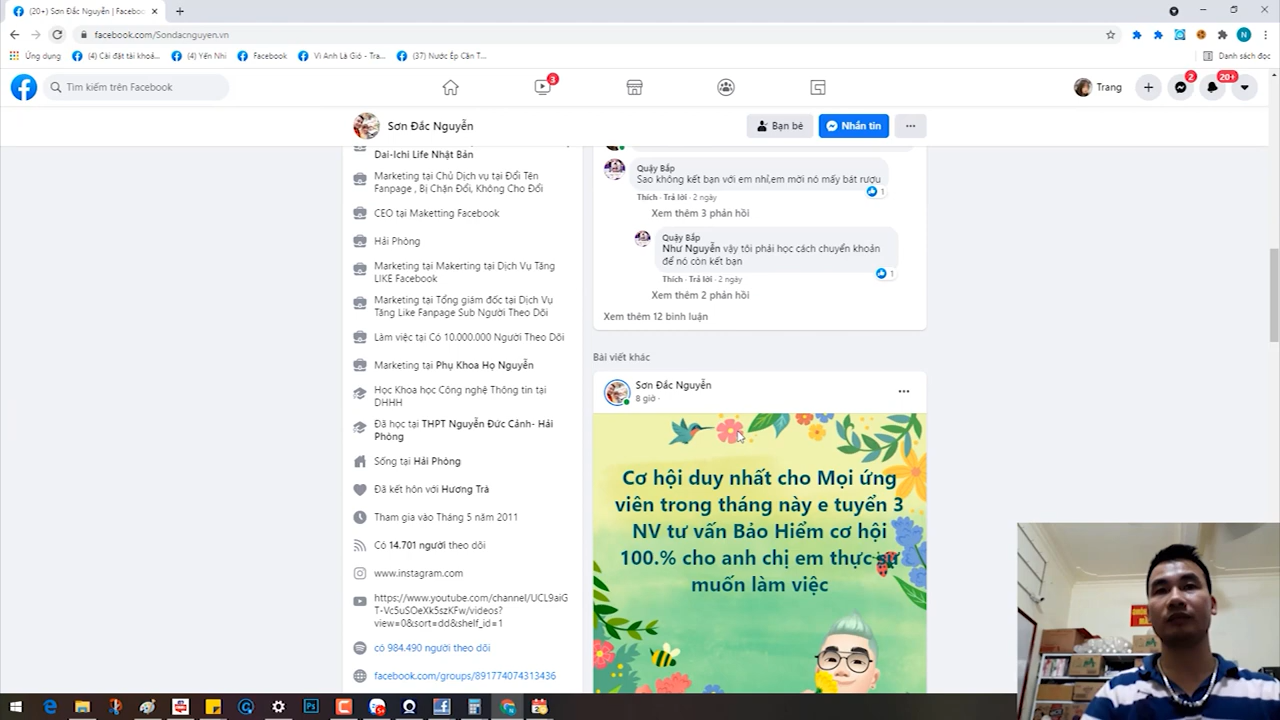 (20+) Sơn Đắc Nguyễn | Facebo
facebook.com/Sondacnguyen.vn
Ứng dụng
(4) Cài đặt tài khoả...
(4) Yến Nhi
Facebook
Vì Anh Là Gió - Tra...
(37) Nước Ép Cần T...
Danh sách đọc
Tìm kiếm trên Facebook
3
Trang
2
20+
Sơn Đắc Nguyễn
Bạn bè
Nhắn tin
Dai-Ichi Life Nhật Bản
Marketing tại Chủ Dịch vụ tại Đổi Tên
Fanpage , Bị Chặn Đổi, Không Cho Đổi
CEO tại Maketting Facebook
Hải Phòng
Marketing tại Makerting tại Dịch Vụ Tăng
LIKE Facebook
Marketing tại Tổng giám đốc tại Dịch Vụ
Tăng Like Fanpage Sub Người Theo Dõi
Làm việc tại Có 10.000.000 Người Theo Dõi
Marketing tại Phụ Khoa Họ Nguyễn
Học Khoa học Công nghệ Thông tin tại
DHHH
Đã học tại THPT Nguyễn Đức Cảnh- Hải
Phòng
Sống tại Hải Phòng
Đã kết hôn với Hương Trà
Tham gia vào Tháng 5 năm 2011
Có 14.701 người theo dõi
www.instagram.com
https://www.youtube.com/channel/UCL9aiG
T-Vc5uSOeXk5szKFw/videos?
view=0&sort=dd&shelf_id=1
có 984.490 người theo dõi
facebook.com/groups/891774074313436
Quậy Bắp
Sao không kết bạn với em nhỉ,em mời nó mấy bát rượu
1
Thích · Trả lời · 2 ngày
Xem thêm 3 phản hồi
Quậy Bắp
Như Nguyễn vậy tôi phải học cách chuyển khoản
để nó còn kết bạn
1
Thích · Trả lời · 2 ngày
Xem thêm 2 phản hồi
Xem thêm 12 bình luận
Bài viết khác
Sơn Đắc Nguyễn
8 giờ ·
Cơ hội duy nhất cho Mọi ứng
viên trong tháng này e tuyển 3
NV tư vấn Bảo Hiểm cơ hội
100.% cho anh chị em thực sự
muốn làm việc